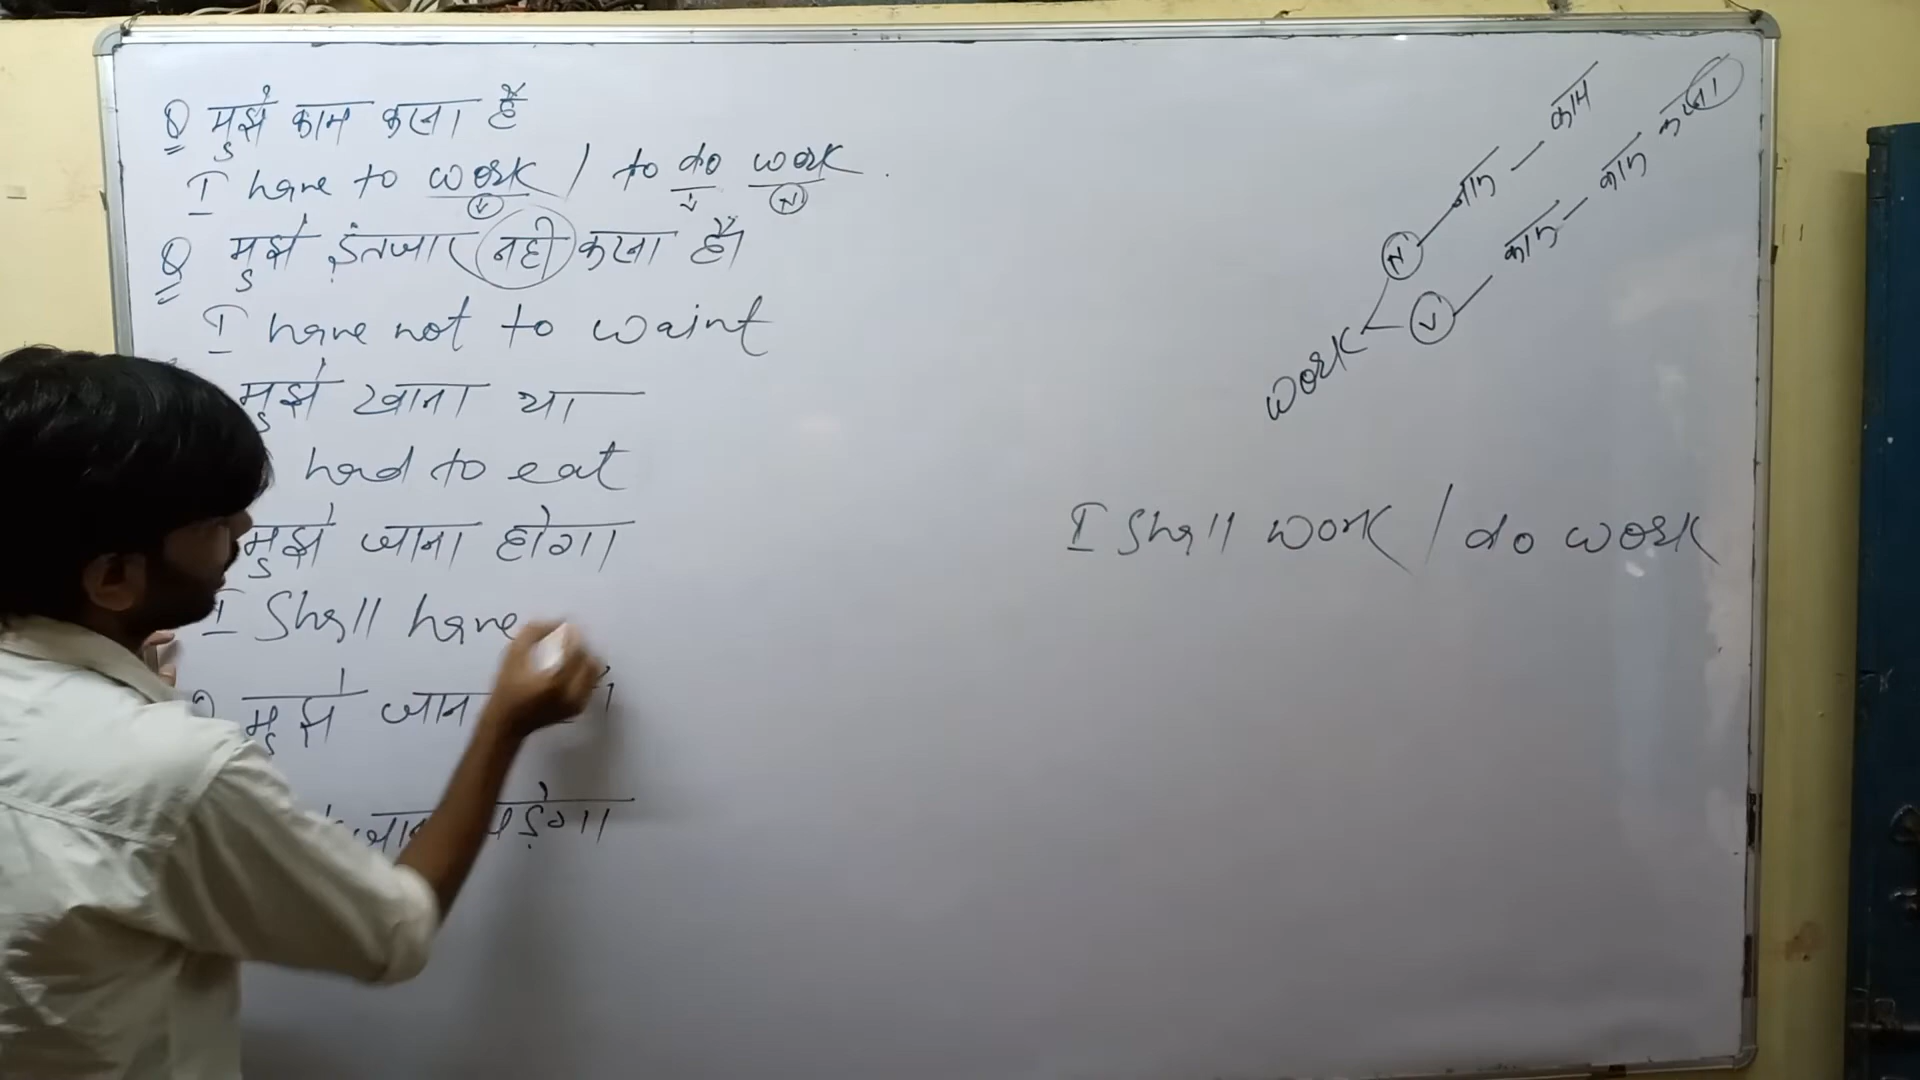 Q मुझे काम करना है
I have to work / to do work.
V V N
Q मुझे इंतजार नही करना है।
I have not to waint
मुझे खाना था
had to eat
मुझे जाना होगा
I Shall have
मुझे
पड़ेगा
work
N नाम - काम
V काम - काम - करना
I Shall work / do work